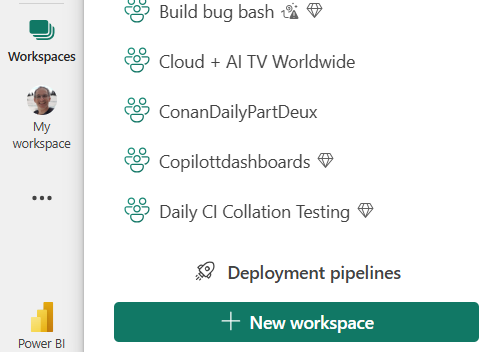 Build bug bash
Workspaces
Cloud + AI TV Worldwide
My
workspace
ConanDailyPartDeux
Copilottdashboards
Daily CI Collation Testing
Deployment pipelines
New workspace
Power BI